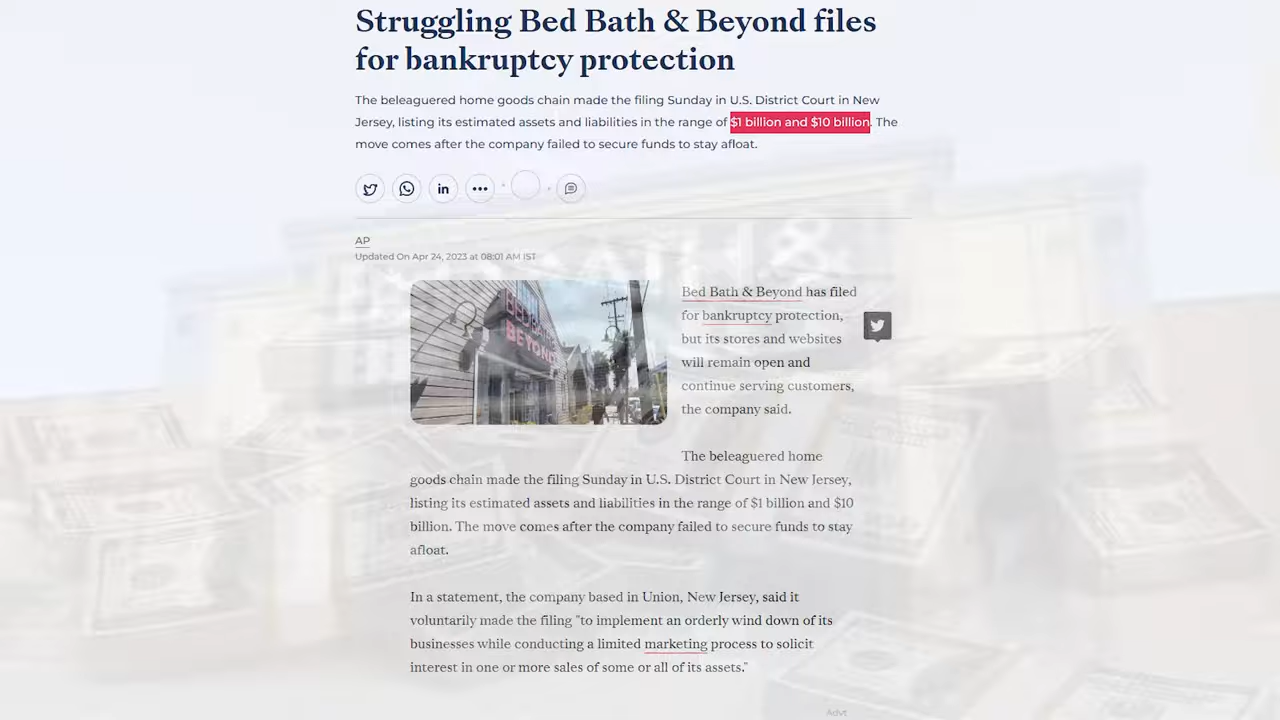 Struggling Bed Bath & Beyond files
for bankruptcy protection
The beleaguered home goods chain made the filing Sunday in U.S. District Court in New
Jersey, listing its estimated assets and liabilities in the range of $1 billion and $10 billion. The
move comes after the company failed to secure funds to stay afloat.
in
AP
Updated On Apr 24, 2023 at 08:01 AM IST
BED BATH &
BEYOND
Bed Bath & Beyond has filed
for bankruptcy protection,
but its stores and websites
will remain open and
continue serving customers,
the company said.
The beleaguered home
goods chain made the filing Sunday in U.S. District Court in New Jersey,
listing its estimated assets and liabilities in the range of $1 billion and $10
billion. The move comes after the company failed to secure funds to stay
afloat.
In a statement, the company based in Union, New Jersey, said it
voluntarily made the filing "to implement an orderly wind down of its
businesses while conducting a limited marketing process to solicit
interest in one or more sales of some or all of its assets."
Advt